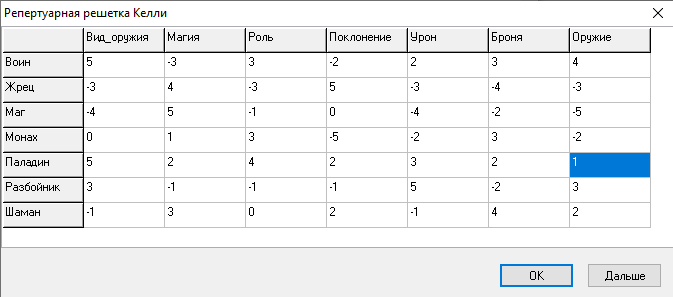 Репертуарная решетка Келли
Вид_оружия Магия Роль Поклонение Урон Броня Оружие
Воин 5 -3 3 -2 2 3 4
Жрец -3 4 -3 5 -3 -4 -3
Маг -4 5 -1 0 -4 -2 -5
Монах 0 1 3 -5 -2 3 -2
Паладин 5 2 4 2 3 2 1
Разбойник 3 -1 -1 -1 5 -2 3
Шаман -1 3 0 2 -1 4 2
OK Дальше